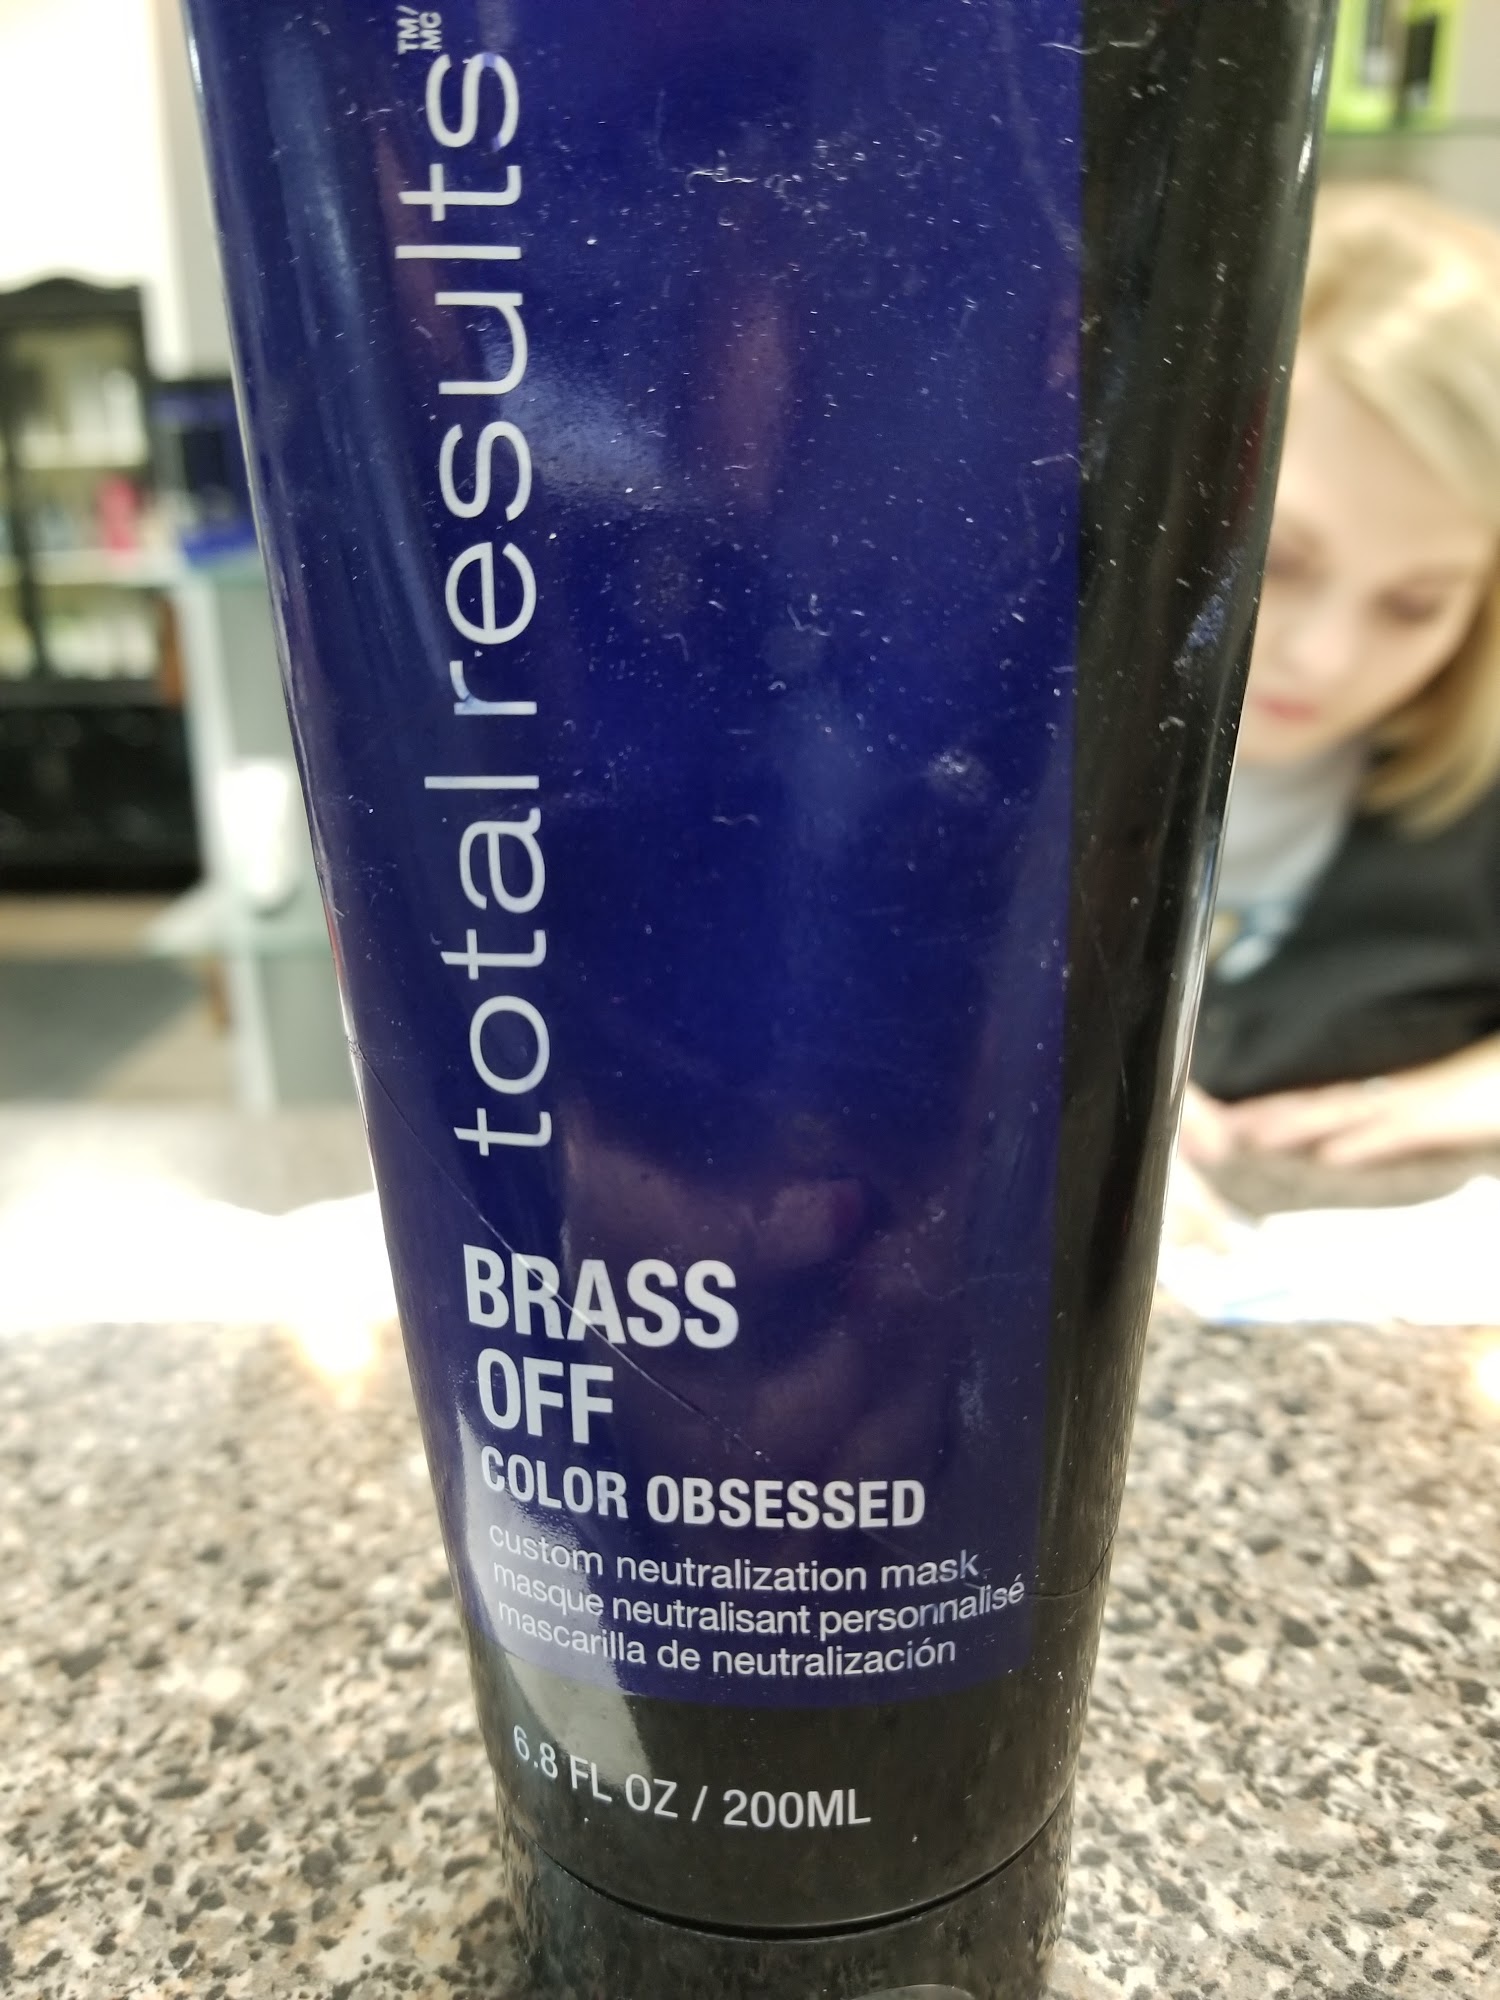 total results™/MC
BRASS
OFF
COLOR OBSESSED
custom neutralization mask
masque neutralisant personnalisé
mascarilla de neutralización
6.8 FL OZ / 200ML